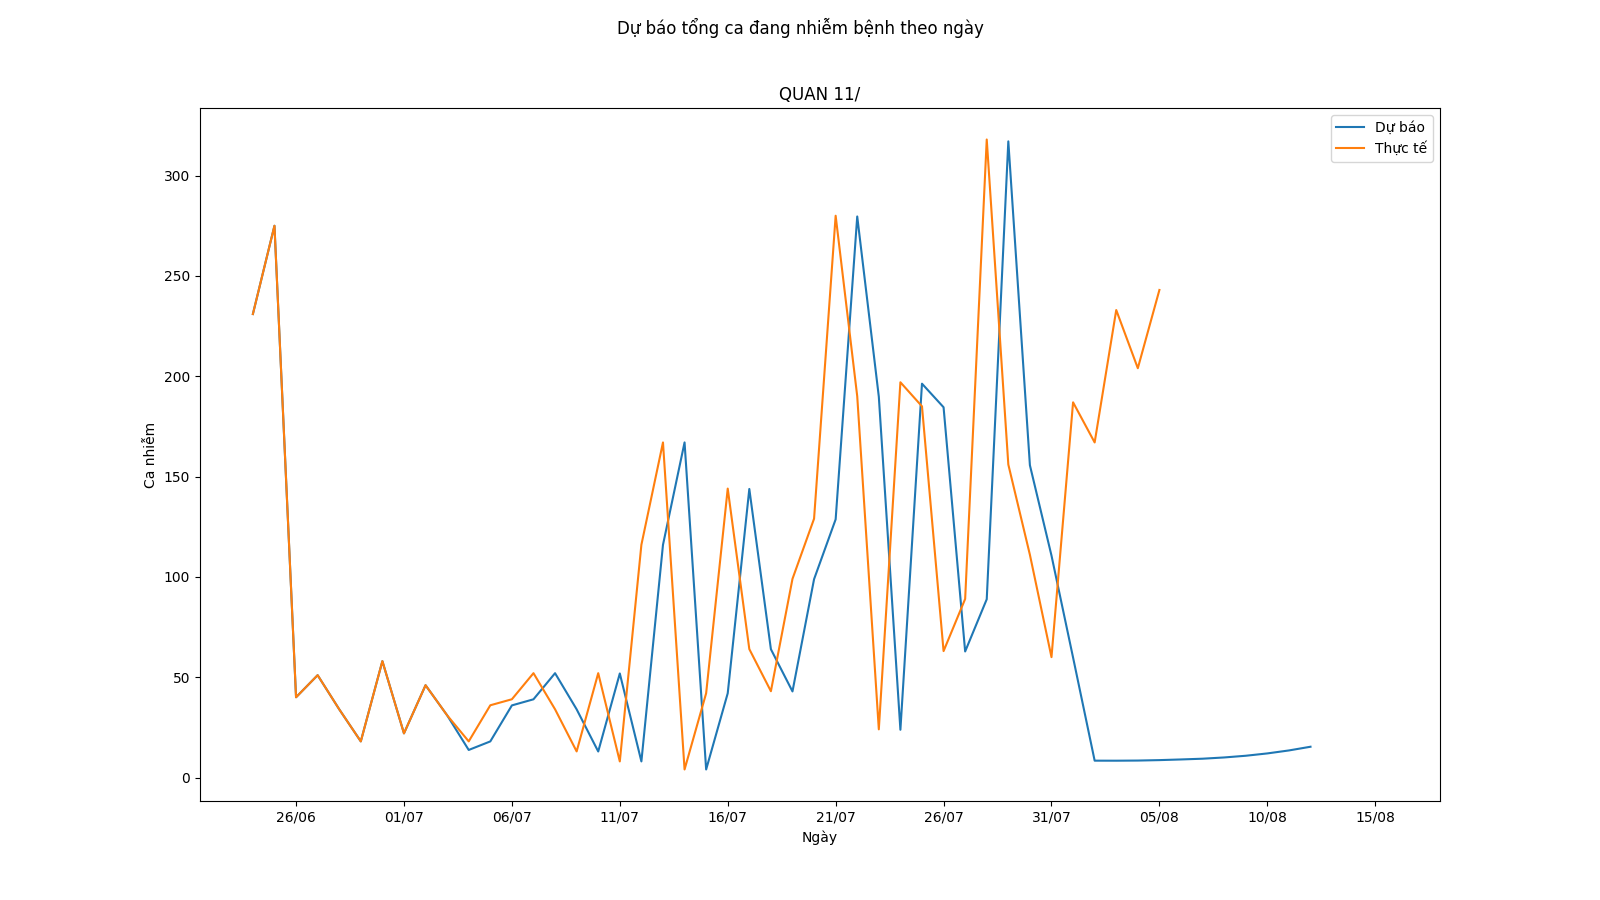 Dự báo tổng ca đang nhiễm bệnh theo ngày
QUAN 11/
Dự báo
Thực tế
300
250
200
150
100
50
0
Ca nhiễm
26/06 01/07 06/07 11/07 16/07 21/07 26/07 31/07 05/08 10/08 15/08
Ngày